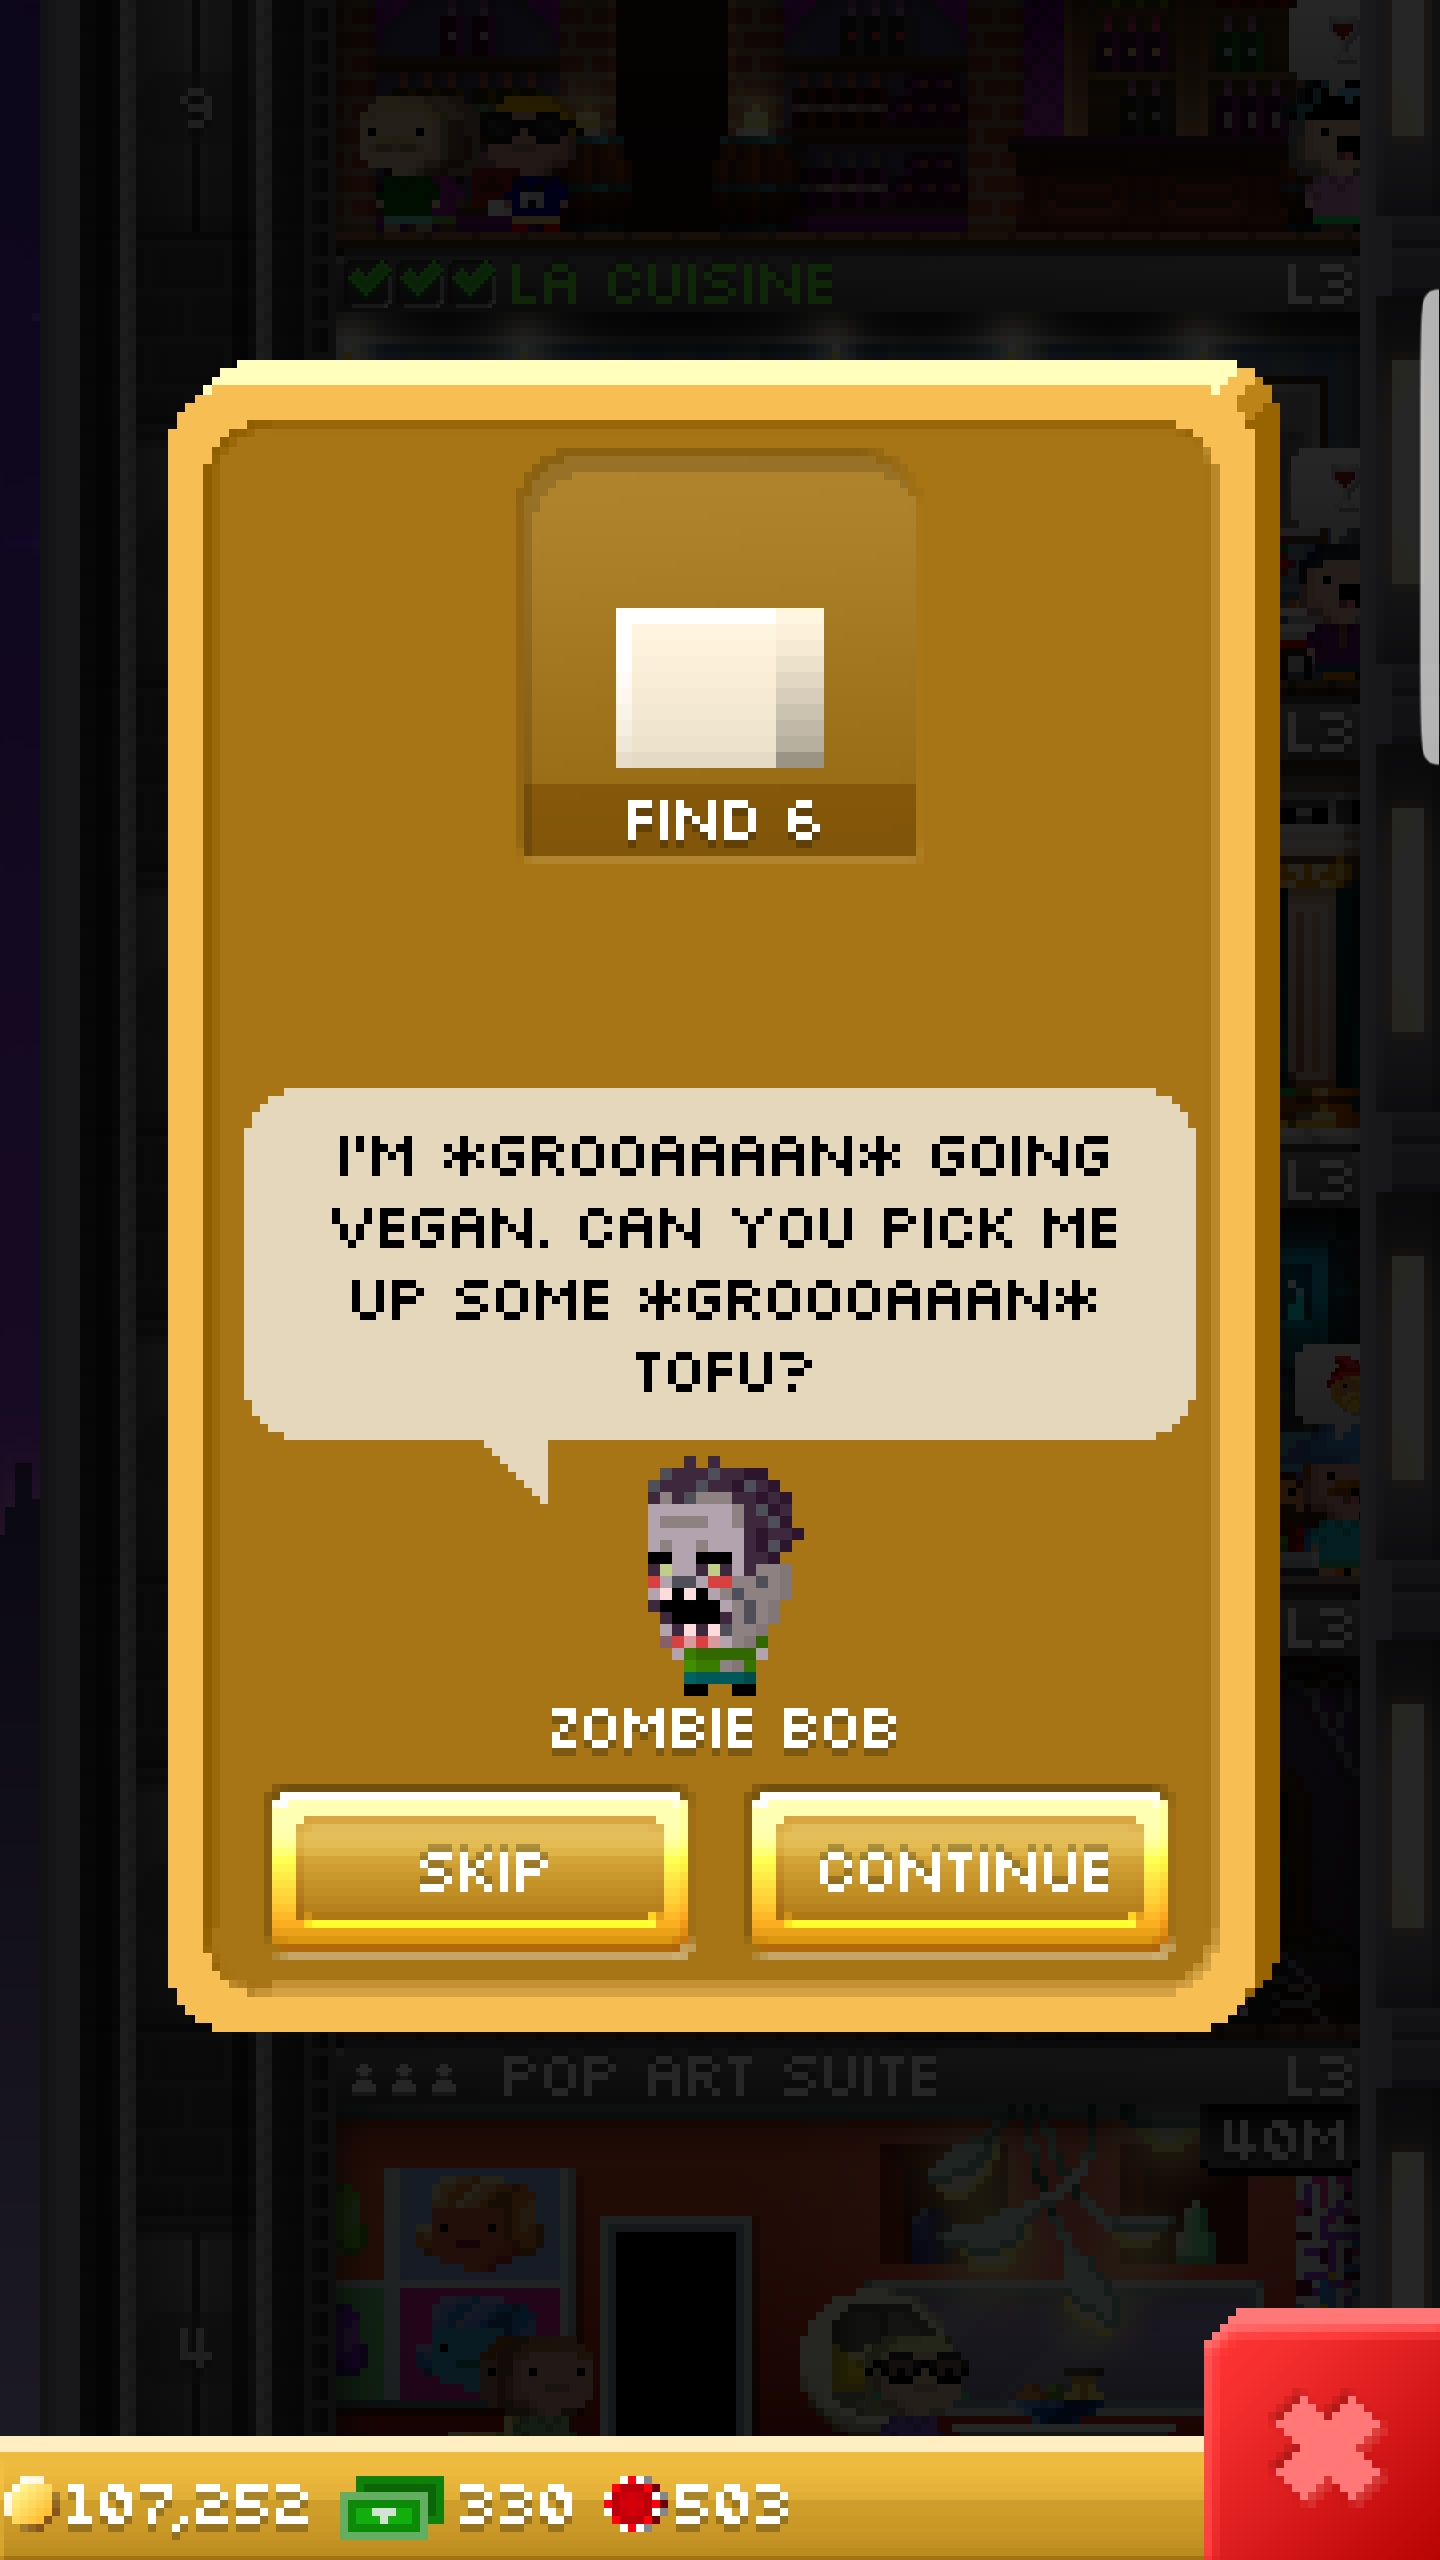 9
LA CUISINE L3
FIND 6
L3
I'M *GROOAAAAN* GOING
VEGAN. CAN YOU PICK ME
UP SOME *GROOOAAAN*
TOFU?
L3
L3
ZOMBIE BOB
SKIP CONTINUE
POP ART SUITE L3
40M
4
107,252 330 503